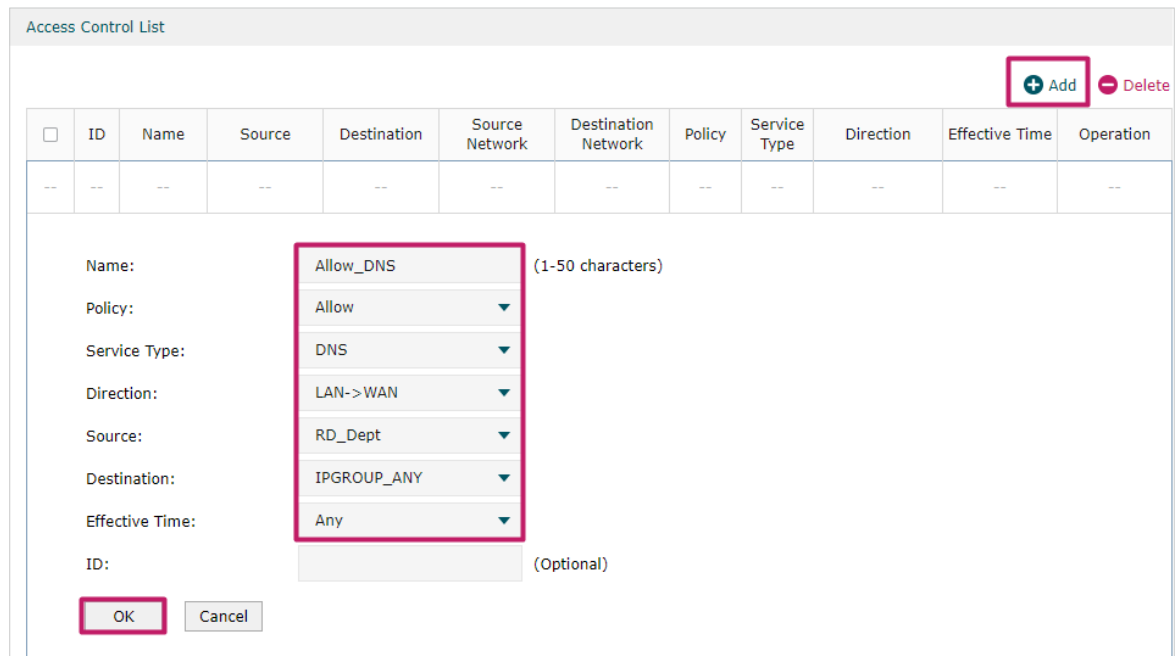 Access Control List
Add Delete
ID Name Source Destination Source Network Destination Network Policy Service Type Direction Effective Time Operation
-- -- -- -- -- -- -- -- -- -- -- --
Name: Allow_DNS (1-50 characters)
Policy: Allow
Service Type: DNS
Direction: LAN->WAN
Source: RD_Dept
Destination: IPGROUP_ANY
Effective Time: Any
ID: (Optional)
OK Cancel